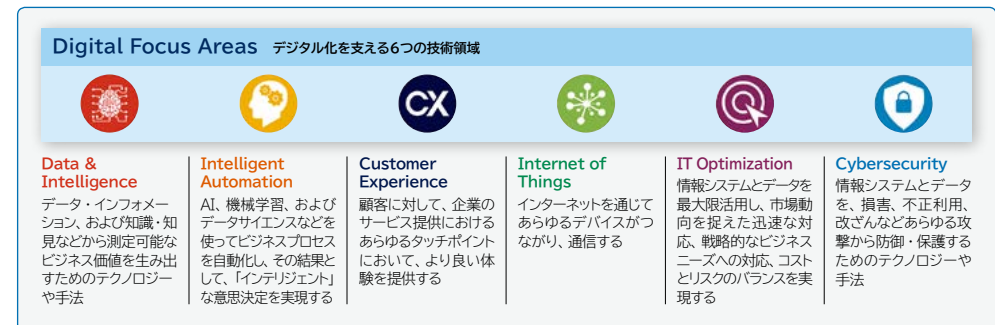 Digital Focus Areas デジタル化を支える6つの技術領域
CX
Data &
Intelligence
データ・インフォメー
ション、および知識・知
見などから測定可能な
ビジネス価値を生み出
すためのテクノロジー
や手法
Intelligent
Automation
AI、機械学習、および
データサイエンスなどを
使ってビジネスプロセス
を自動化し、その結果と
して、「インテリジェント」
な意思決定を実現する
Customer
Experience
顧客に対して、企業の
サービス提供における
あらゆるタッチポイント
において、より良い体
験を提供する
Internet of
Things
インターネットを通じて
あらゆるデバイスがつ
ながり、通信する
IT Optimization
情報システムとデータを
最大限活用し、市場動
向を捉えた迅速な対
応、戦略的なビジネス
ニーズへの対応、コスト
とリスクのバランスを実
現する
Cybersecurity
情報システムとデータ
を、損害、不正利用、
改ざんなどあらゆる攻
撃から防御・保護する
ためのテクノロジーや
手法